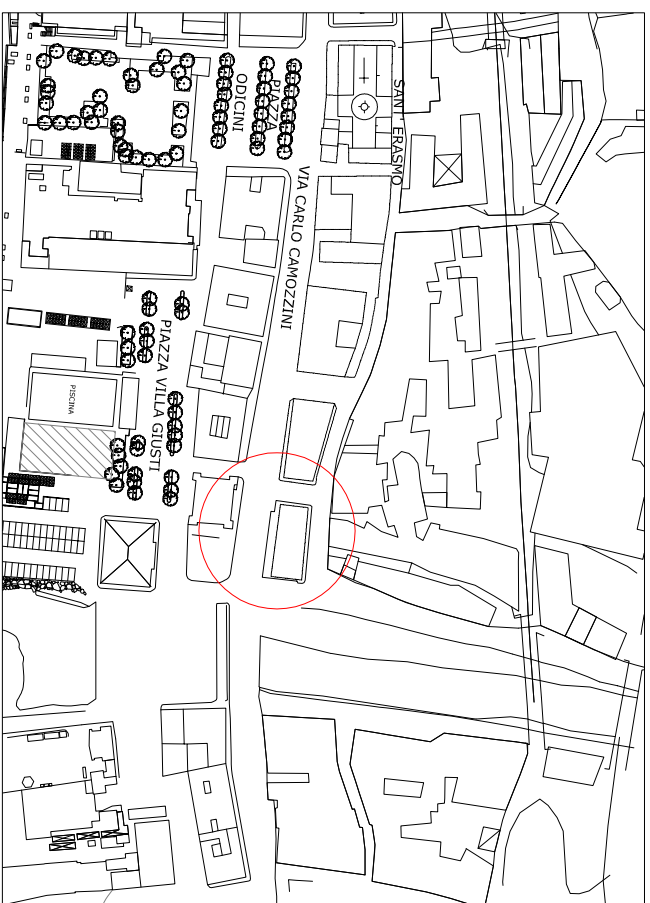 SANT' ERASMO
PIAZZA
ODICINI
VIA CARLO CAMOZZINI
PIAZZA VILLA GIUSTI
PISCINA